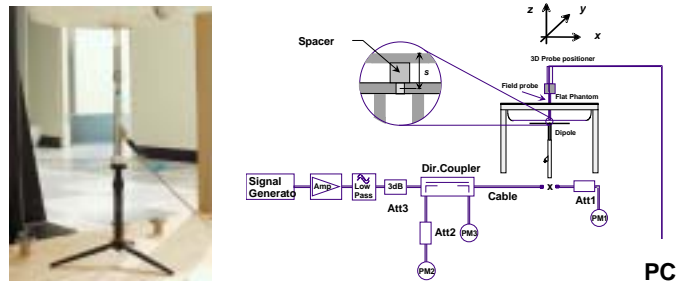 z
y
x
Spacer
s
3D Probe positioner
Field probe
Flat Phantom
Dipole
Dir.Coupler
Signal
Generato
Amp
Low
Pass
3dB
Att3
Cable
x
Att1
Att2
PM3
PM1
PM2
PC